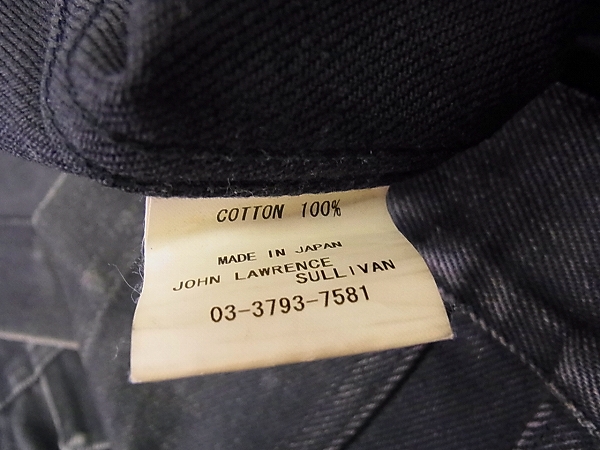 COTTON 100%
MADE IN JAPAN
JOHN LAWRENCE
SULLIVAN
03-3793-7581